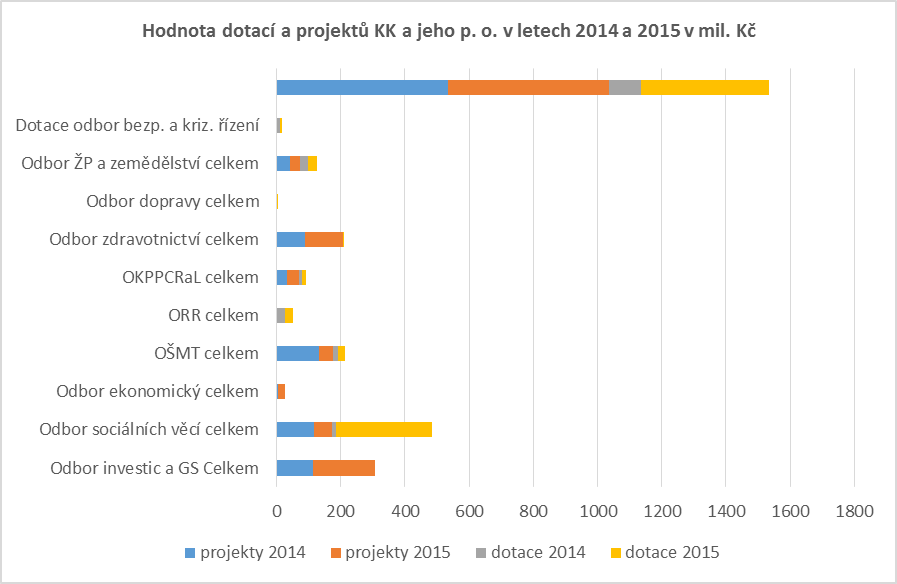 Hodnota dotací a projektů KK a jeho p. o. v letech 2014 a 2015 v mil. Kč
Dotace odbor bezp. a kriz. řízení
Odbor ŽP a zemědělství celkem
Odbor dopravy celkem
Odbor zdravotnictví celkem
OKPPCRaL celkem
ORR celkem
OŠMT celkem
Odbor ekonomický celkem
Odbor sociálních věcí celkem
Odbor investic a GS Celkem
0 200 400 600 800 1000 1200 1400 1600 1800
projekty 2014 projekty 2015 dotace 2014 dotace 2015